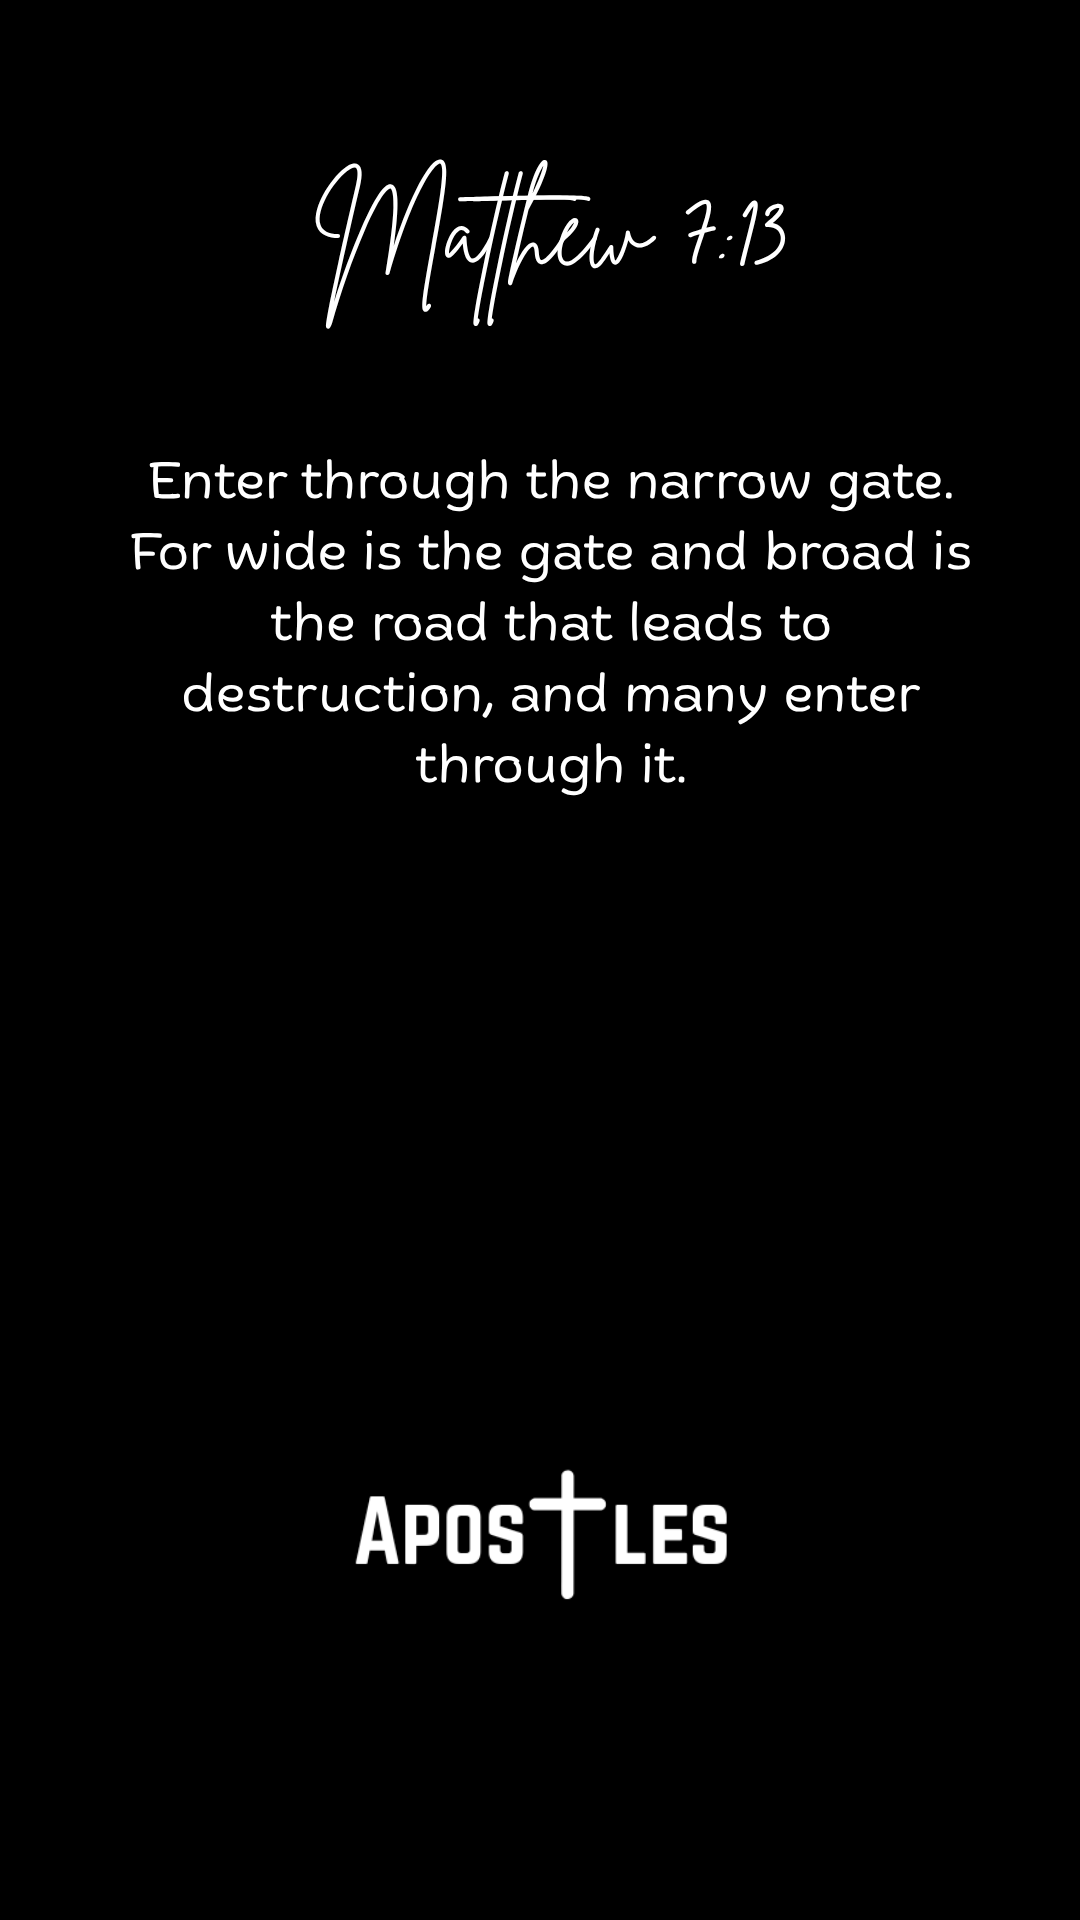 Matthew 7:13
Enter through the narrow gate.
For wide is the gate and broad is
the road that leads to
destruction, and many enter
through it.
APOSTLES